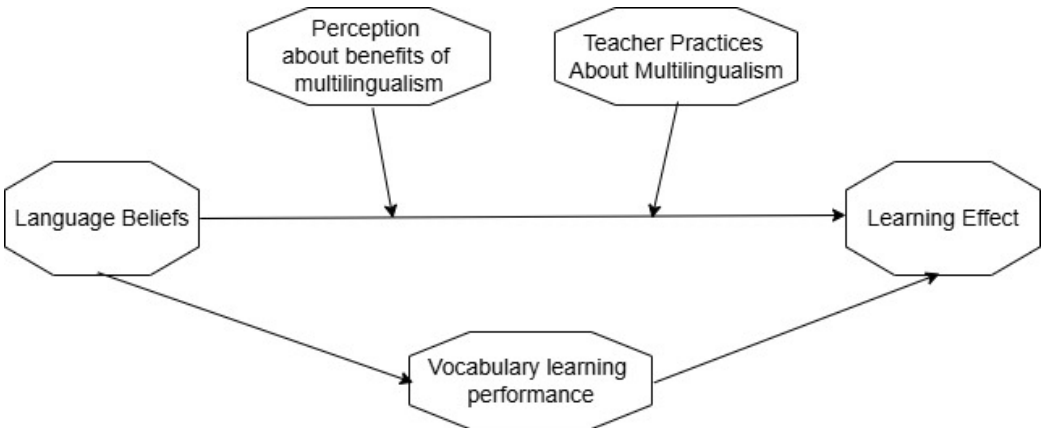 Perception
about benefits of
multilingualism
Teacher Practices
About Multilingualism
Language Beliefs
Learning Effect
Vocabulary learning
performance